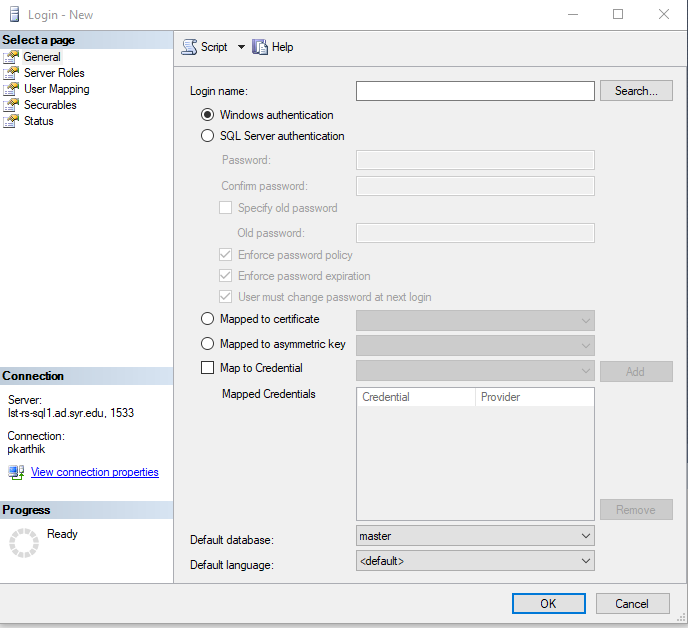 Login - New
Select a page
General
Server Roles
User Mapping
Securables
Status
Script
Help
Login name:
Search...
Windows authentication
SQL Server authentication
Password:
Confirm password:
Specify old password
Old password:
Enforce password policy
Enforce password expiration
User must change password at next login
Mapped to certificate
Mapped to asymmetric key
Map to Credential
Add
Mapped Credentials
Credential Provider
Remove
Default database: master
Default language: <default>
Connection
Server:
lst-rs-sql1.ad.syr.edu, 1533
Connection:
pkarthik
View connection properties
Progress
Ready
OK
Cancel